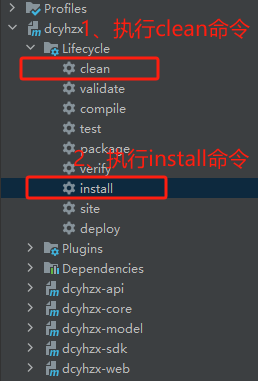 Profiles
dcyhzx
1、执行clean命令
Lifecycle
clean
validate
compile
test
package
2、执行install命令
verify
install
site
deploy
Plugins
Dependencies
dcyhzx-api
dcyhzx-core
dcyhzx-model
dcyhzx-sdk
dcyhzx-web